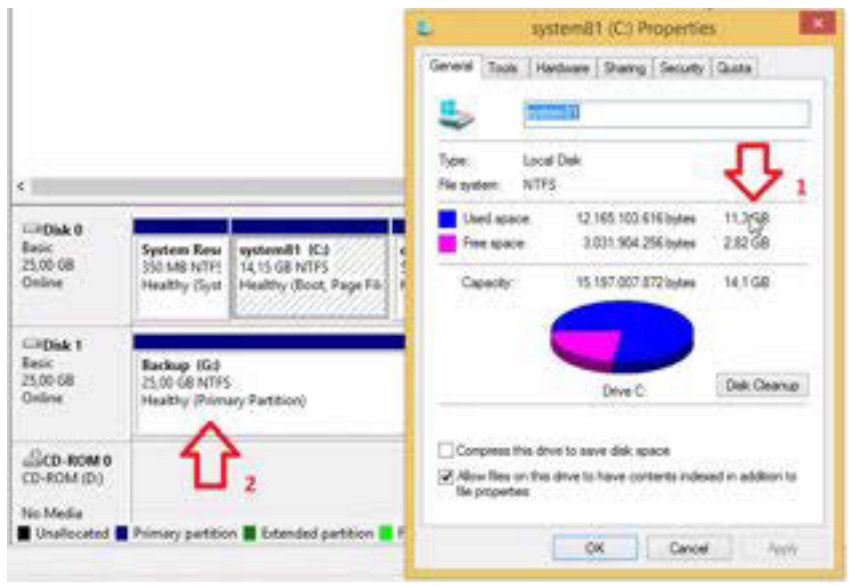 system81 (C:) Properties
General Tools Hardware Sharing Security Quota
system81
Type: Local Disk
File system: NTFS
1
Used space: 12.165.103.616 bytes 11,3 GB
Free space: 3.031.904.256 bytes 2,82 GB
Capacity: 15.197.007.872 bytes 14,1 GB
Drive C:
Disk Cleanup
Compress this drive to save disk space
Allow files on this drive to have contents indexed in addition to
file properties
OK Cancel Apply
<
Disk 0
Basic
25,00 GB
Online
System Rese
350 MB NTFS
Healthy (Syst
system81 (C:)
14,15 GB NTFS
Healthy (Boot, Page Fil
Disk 1
Basic
25,00 GB
Online
Backup (G:)
25,00 GB NTFS
Healthy (Primary Partition)
2
CD-ROM 0
CD-ROM (D:)
No Media
Unallocated Primary partition Extended partition F